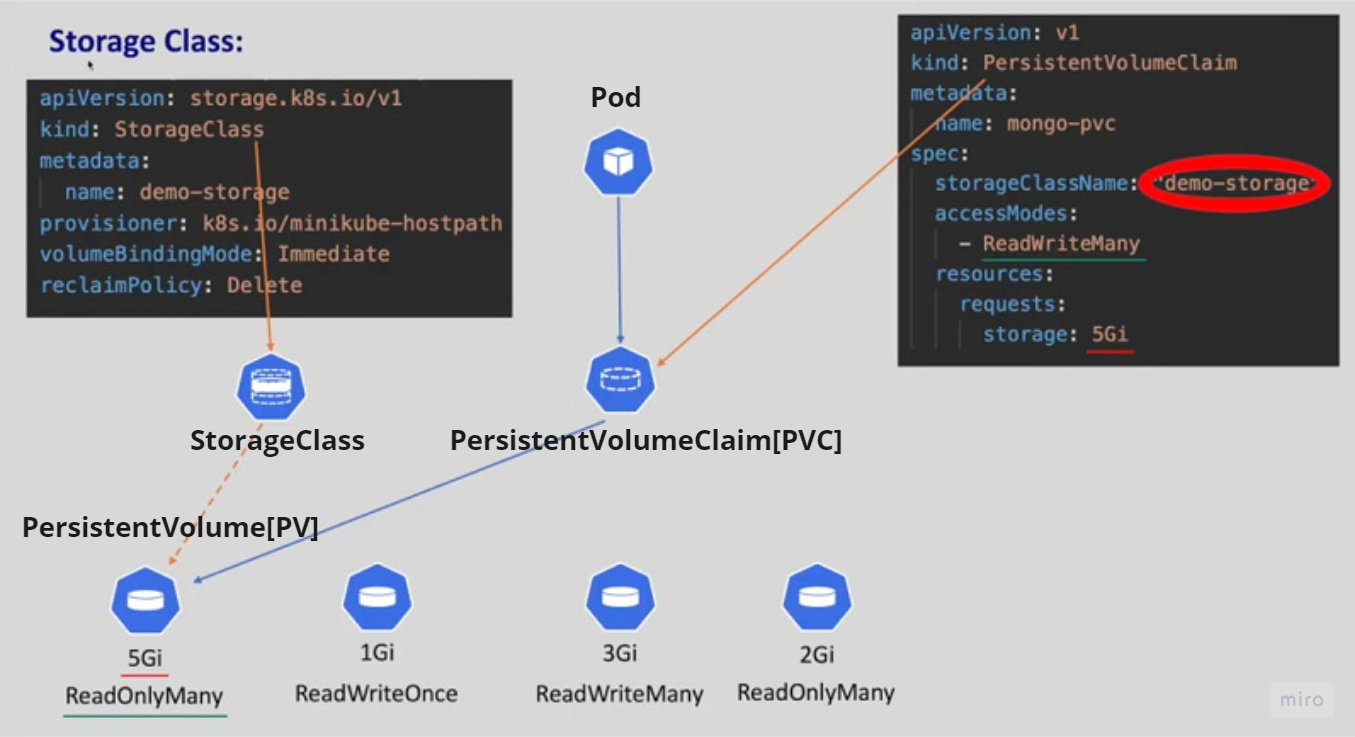 Storage Class:
apiVersion: storage.k8s.io/v1
kind: StorageClass
metadata:
name: demo-storage
provisioner: k8s.io/minikube-hostpath
volumeBindingMode: Immediate
reclaimPolicy: Delete
Pod
apiVersion: v1
kind: PersistentVolumeClaim
metadata:
name: mongo-pvc
spec:
storageClassName: "demo-storage
accessModes:
- ReadWriteMany
resources:
requests:
storage: 5Gi
StorageClass
PersistentVolumeClaim[PVC]
PersistentVolume[PV]
5Gi
ReadOnlyMany
1Gi
ReadWriteOnce
3Gi
ReadWriteMany
2Gi
ReadOnlyMany
miro